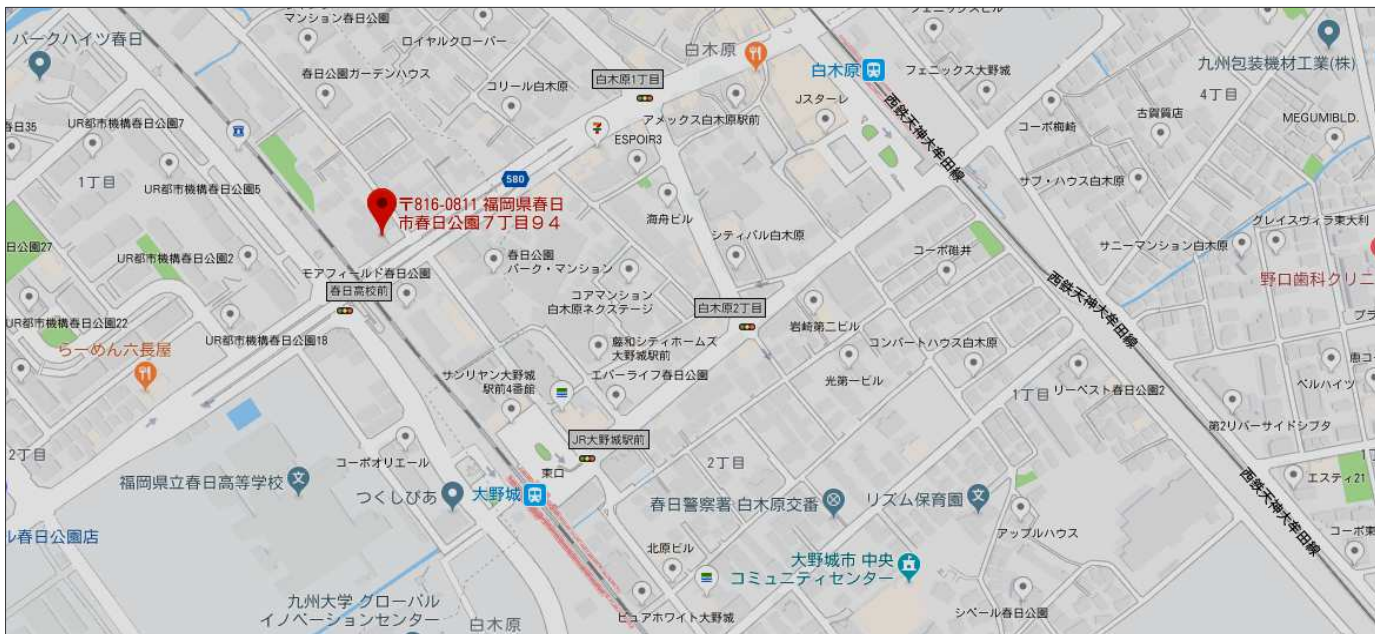 マンション春日公園
フェニックスビル
パークハイツ春日
ロイヤルクローバー
白木原
白木原
フェニックス大野城
九州包装機材工業(株)
春日公園ガーデンハウス
コリール白木原
白木原1丁目
Jスターレ
4丁目
古賀質店
MEGUMIBLD.
春日35
UR都市機構春日公園7
アメックス白木原駅前
西鉄天神大牟田線
コーポ梅崎
ESPOIR3
1丁目
UR都市機構春日公園5
580
サブ・ハウス白木原
〒816-0811 福岡県春日
市春日公園7丁目94
海舟ビル
グレイスヴィラ東大利
シティパル白木原
日公園27
UR都市機構春日公園2
春日公園
パーク・マンション
コーポ碓井
サニーマンション白木原
モアフィールド春日公園
春日高校前
コアマンション
白木原ネクステージ
白木原2丁目
西鉄天神大牟田線
野口歯科クリニ
UR都市機構春日公園22
UR都市機構春日公園18
岩崎第二ビル
プラ
らーめん六長屋
藤和シティホームズ
大野城駅前
コンパートハウス白木原
サンリヤン大野城
駅前4番館
エバーライフ春日公園
光第一ビル
1丁目
リーベスト春日公園2
ベルハイツ
恵コー
第2リバーサイドシプタ
JR大野城駅前
2丁目
コーポオリエール
東口
2丁目
西鉄天神大牟田線
エスティ21
福岡県立春日高等学校
つくしぴあ
大野城
春日警察署 白木原交番
リズム保育園
ル春日公園店
アップルハウス
コーポ東
北原ビル
大野城市 中央
コミュニティセンター
九州大学 グローバル
イノベーションセンター
白木原
ピュアホワイト大野城
シベール春日公園